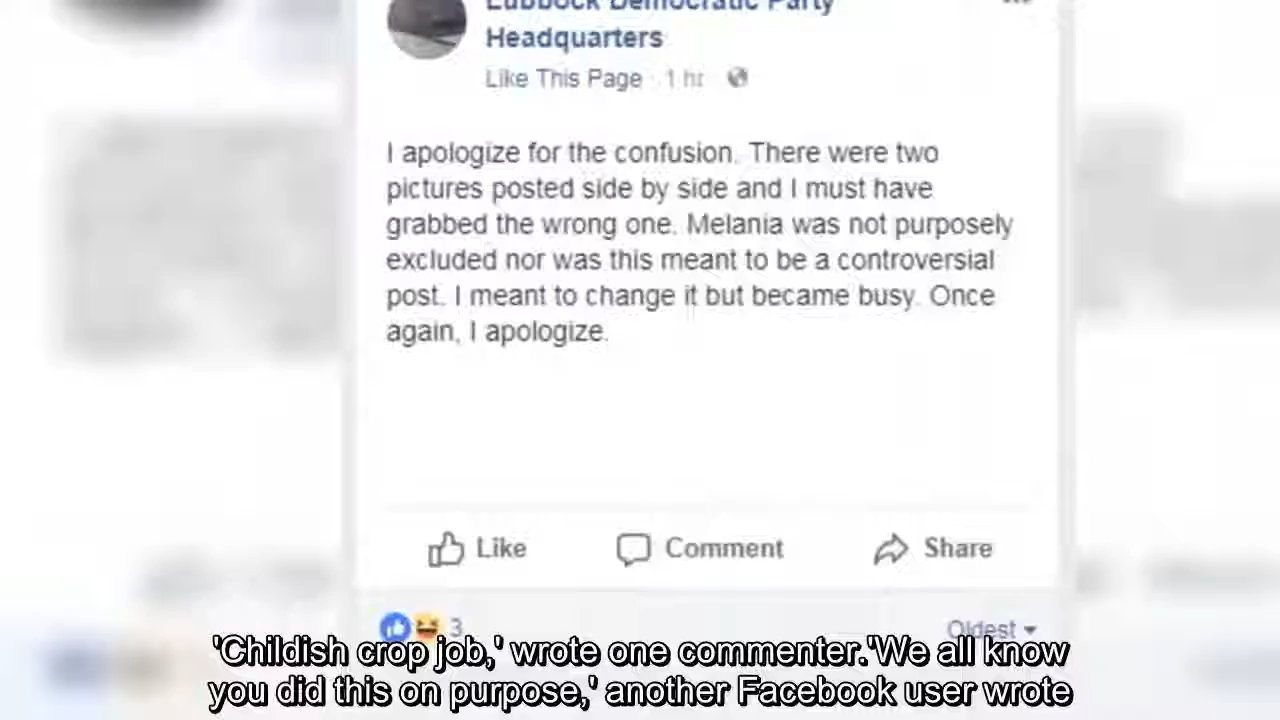 Lubbock Democratic Party
Headquarters
Like This Page · 1 hr ·
I apologize for the confusion. There were two
pictures posted side by side and I must have
grabbed the wrong one. Melania was not purposely
excluded nor was this meant to be a controversial
post. I meant to change it but became busy. Once
again, I apologize.
Like Comment Share
3 Oldest
'Childish crop job,' wrote one commenter.'We all know
you did this on purpose,' another Facebook user wrote